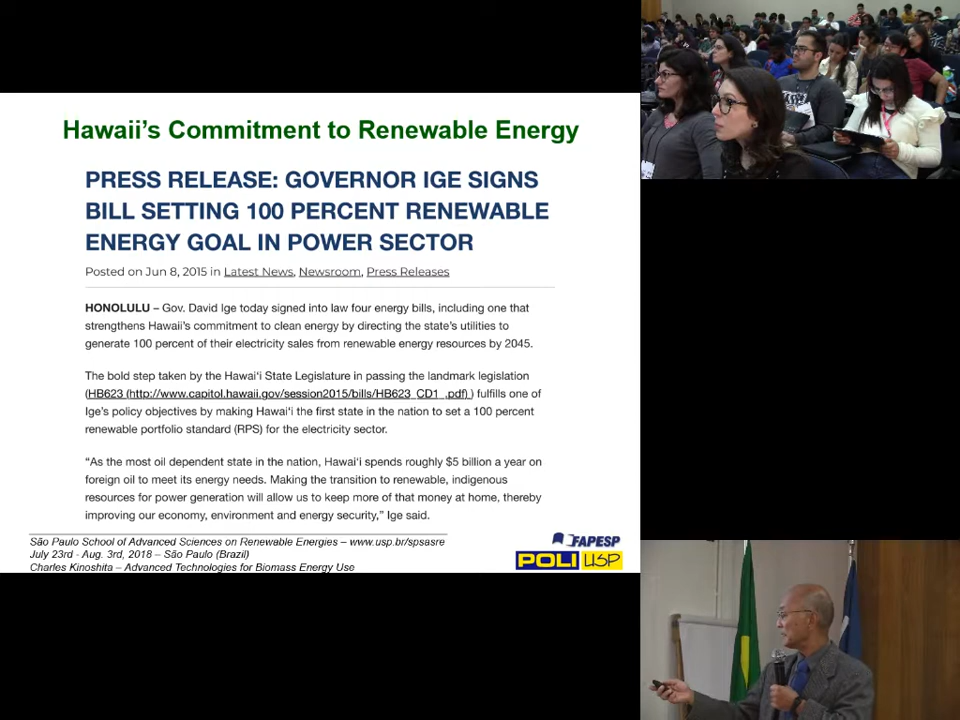 Hawaii's Commitment to Renewable Energy
PRESS RELEASE: GOVERNOR IGE SIGNS
BILL SETTING 100 PERCENT RENEWABLE
ENERGY GOAL IN POWER SECTOR
Posted on Jun 8, 2015 in Latest News, Newsroom, Press Releases
HONOLULU – Gov. David Ige today signed into law four energy bills, including one that
strengthens Hawaii's commitment to clean energy by directing the state's utilities to
generate 100 percent of their electricity sales from renewable energy resources by 2045.
The bold step taken by the Hawai‘i State Legislature in passing the landmark legislation
(HB623 (http://www.capitol.hawaii.gov/session2015/bills/HB623_CD1_.pdf) ) fulfills one of
Ige's policy objectives by making Hawai‘i the first state in the nation to set a 100 percent
renewable portfolio standard (RPS) for the electricity sector.
“As the most oil dependent state in the nation, Hawai‘i spends roughly $5 billion a year on
foreign oil to meet its energy needs. Making the transition to renewable, indigenous
resources for power generation will allow us to keep more of that money at home, thereby
improving our economy, environment and energy security,” Ige said.
São Paulo School of Advanced Sciences on Renewable Energies – www.usp.br/spsasre
July 23rd - Aug. 3rd, 2018 – São Paulo (Brazil)
Charles Kinoshita – Advanced Technologies for Biomass Energy Use
FAPESP
POLI USP